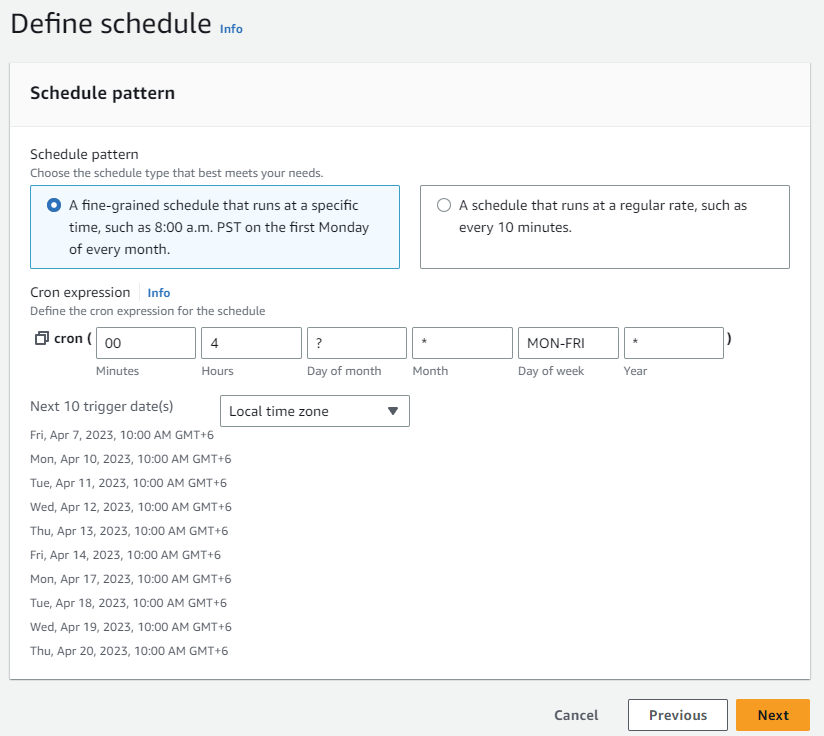 Define schedule Info
Schedule pattern
Schedule pattern
Choose the schedule type that best meets your needs.
A fine-grained schedule that runs at a specific
time, such as 8:00 a.m. PST on the first Monday
of every month.
A schedule that runs at a regular rate, such as
every 10 minutes.
Cron expression Info
Define the cron expression for the schedule
cron ( 00 4 ? * MON-FRI * )
Minutes Hours Day of month Month Day of week Year
Next 10 trigger date(s) Local time zone
Fri, Apr 7, 2023, 10:00 AM GMT+6
Mon, Apr 10, 2023, 10:00 AM GMT+6
Tue, Apr 11, 2023, 10:00 AM GMT+6
Wed, Apr 12, 2023, 10:00 AM GMT+6
Thu, Apr 13, 2023, 10:00 AM GMT+6
Fri, Apr 14, 2023, 10:00 AM GMT+6
Mon, Apr 17, 2023, 10:00 AM GMT+6
Tue, Apr 18, 2023, 10:00 AM GMT+6
Wed, Apr 19, 2023, 10:00 AM GMT+6
Thu, Apr 20, 2023, 10:00 AM GMT+6
Cancel Previous Next